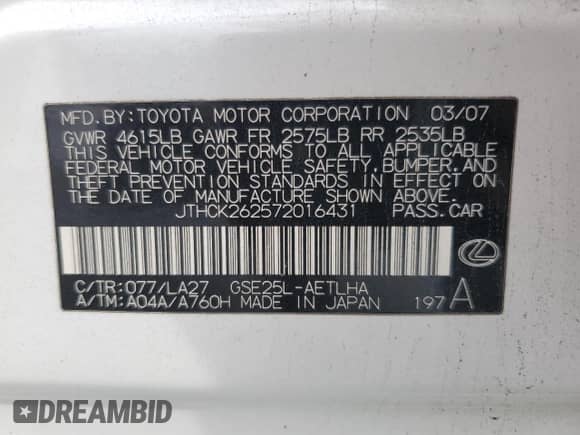 MFD. BY: TOYOTA MOTOR CORPORATION 03/07
GVWR 4615LB GAWR FR 2575LB RR 2535LB
THIS VEHICLE CONFORMS TO ALL APPLICABLE
FEDERAL MOTOR VEHICLE SAFETY, BUMPER, AND
THEFT PREVENTION STANDARDS IN EFFECT ON
THE DATE OF MANUFACTURE SHOWN ABOVE.
JTHCK262572016431 PASS. CAR
C/TR: 077/LA27 GSE25L-AETLHA
A/TM: A04A/A760H MADE IN JAPAN 197 A
DREAMBID